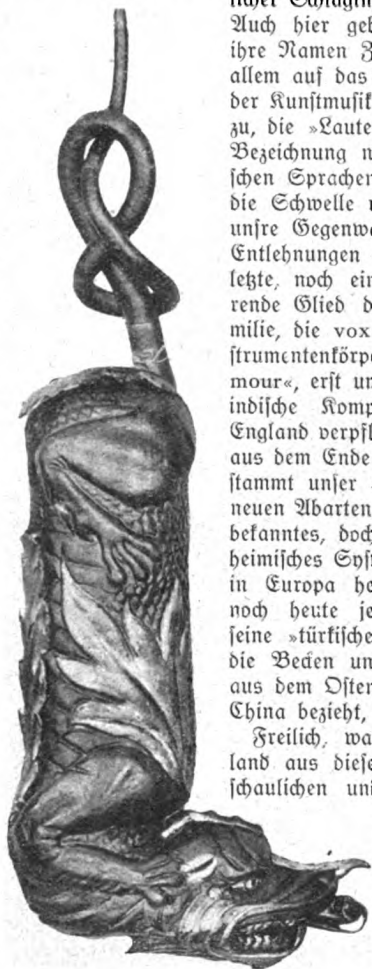 Auch hier geb
ihre Namen Z
allem auf das
der Kunstmusik
zu, die »Laute
Bezeichnung n
schen Sprachen
die Schwelle n
unsre Gegenwa
Entlehnungen
letzte, noch ein
rende Glied d
milie, die vox
strumentenkörpe
mour«, erst un
indische Komp
England verpfl
aus dem Ende
stammt unser
neuen Abarten
bekanntes, doch
heimisches Syst
in Europa he
noch heute je
seine »türkische
die Becken un
aus dem Osten
China bezieht,
Freilich, wa
land aus diese
schaulichen uni